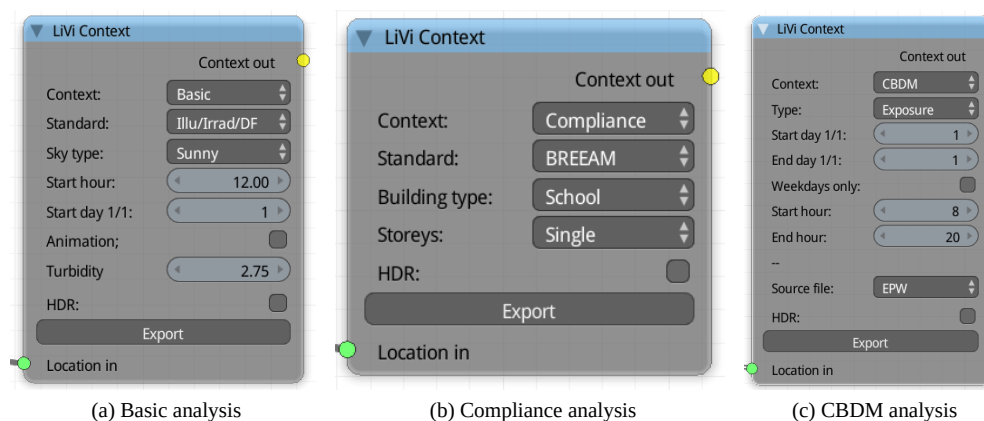 LiVi Context
Context out
Context: Basic
Standard: Illu/Irrad/DF
Sky type: Sunny
Start hour: 12.00
Start day 1/1: 1
Animation;
Turbidity 2.75
HDR:
Export
Location in
(a) Basic analysis
LiVi Context
Context out
Context: Compliance
Standard: BREEAM
Building type: School
Storeys: Single
HDR:
Export
Location in
(b) Compliance analysis
LiVi Context
Context out
Context: CBDM
Type: Exposure
Start day 1/1: 1
End day 1/1: 1
Weekdays only:
Start hour: 8
End hour: 20
--
Source file: EPW
HDR:
Export
Location in
(c) CBDM analysis